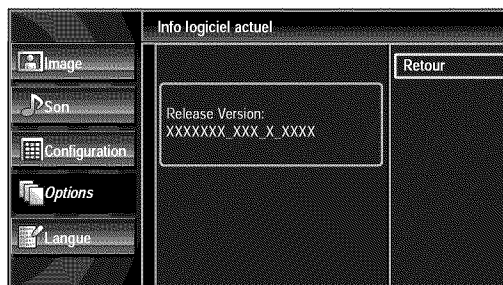 Info logiciel actuel
Image
Son
Configuration
Options
Langue
Release Version:
XXXXXXX_XXX_X_XXXX
Retour